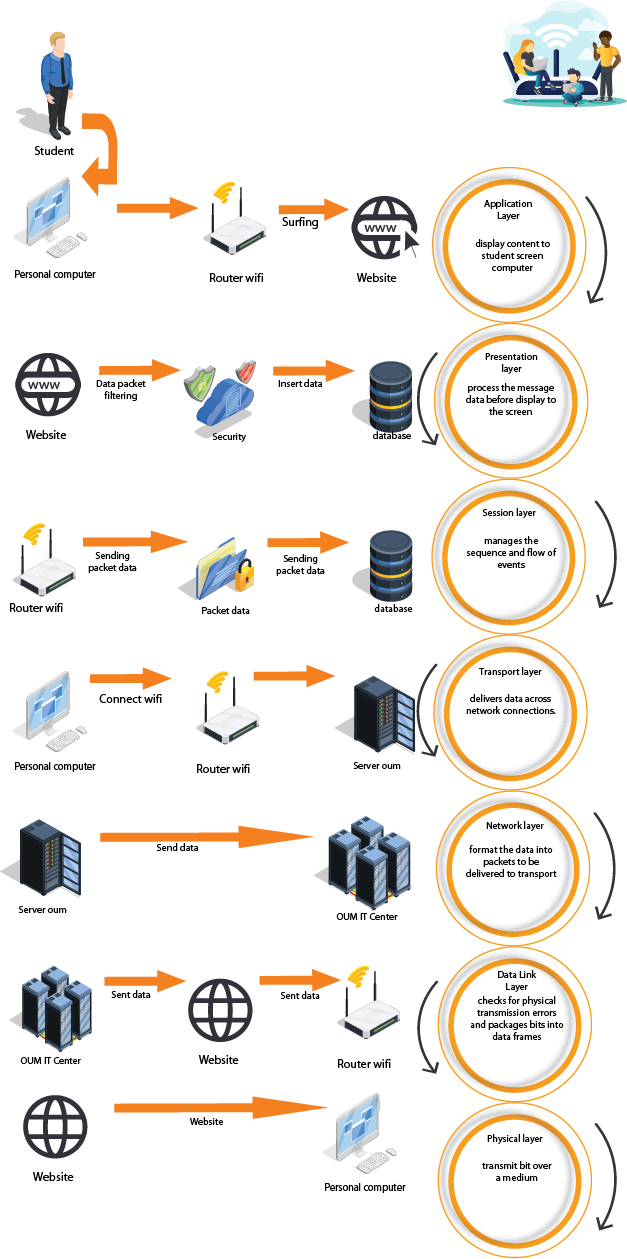 Student
Personal computer
Router wifi
Surfing
www
Website
Application
Layer
display content to
student screen
computer
www
Website
Data packet
filtering
Security
Insert data
database
Presentation
layer
process the message
data before display to
the screen
Router wifi
Sending
packet data
Packet data
Sending
packet data
database
Session layer
manages the
sequence and flow of
events
Personal computer
Connect wifi
Router wifi
Server oum
Transport layer
delivers data across
network connections.
Server oum
Send data
OUM IT Center
Network layer
format the data into
packets to be
delivered to transport
OUM IT Center
Sent data
Website
Sent data
Router wifi
Data Link
Layer
checks for physical
transmission errors
and packages bits into
data frames
Website
Website
Personal computer
Physical layer
transmit bit over
a medium